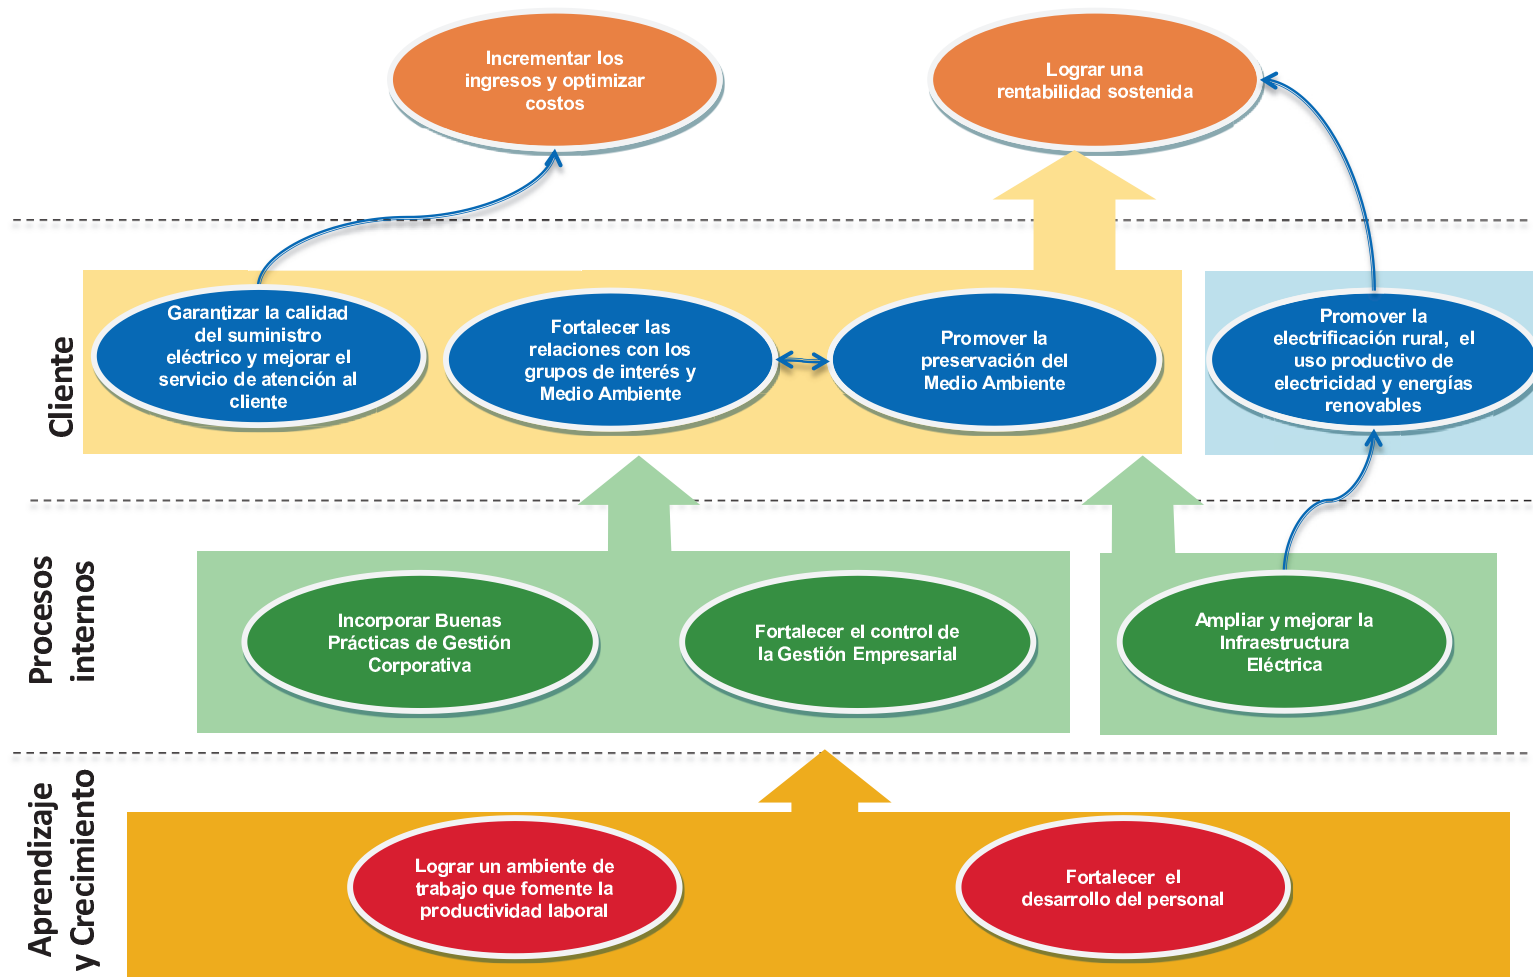 Incrementar los
ingresos y optimizar
costos
Lograr una
rentabilidad sostenida
Cliente
Garantizar la calidad
del suministro
eléctrico y mejorar el
servicio de atención al
cliente
Fortalecer las
relaciones con los
grupos de interés y
Medio Ambiente
Promover la
preservación del
Medio Ambiente
Promover la
electrificación rural, el
uso productivo de
electricidad y energías
renovables
Procesos
internos
Incorporar Buenas
Prácticas de Gestión
Corporativa
Fortalecer el control de
la Gestión Empresarial
Ampliar y mejorar la
Infraestructura
Eléctrica
Aprendizaje
y Crecimiento
Lograr un ambiente de
trabajo que fomente la
productividad laboral
Fortalecer el
desarrollo del personal